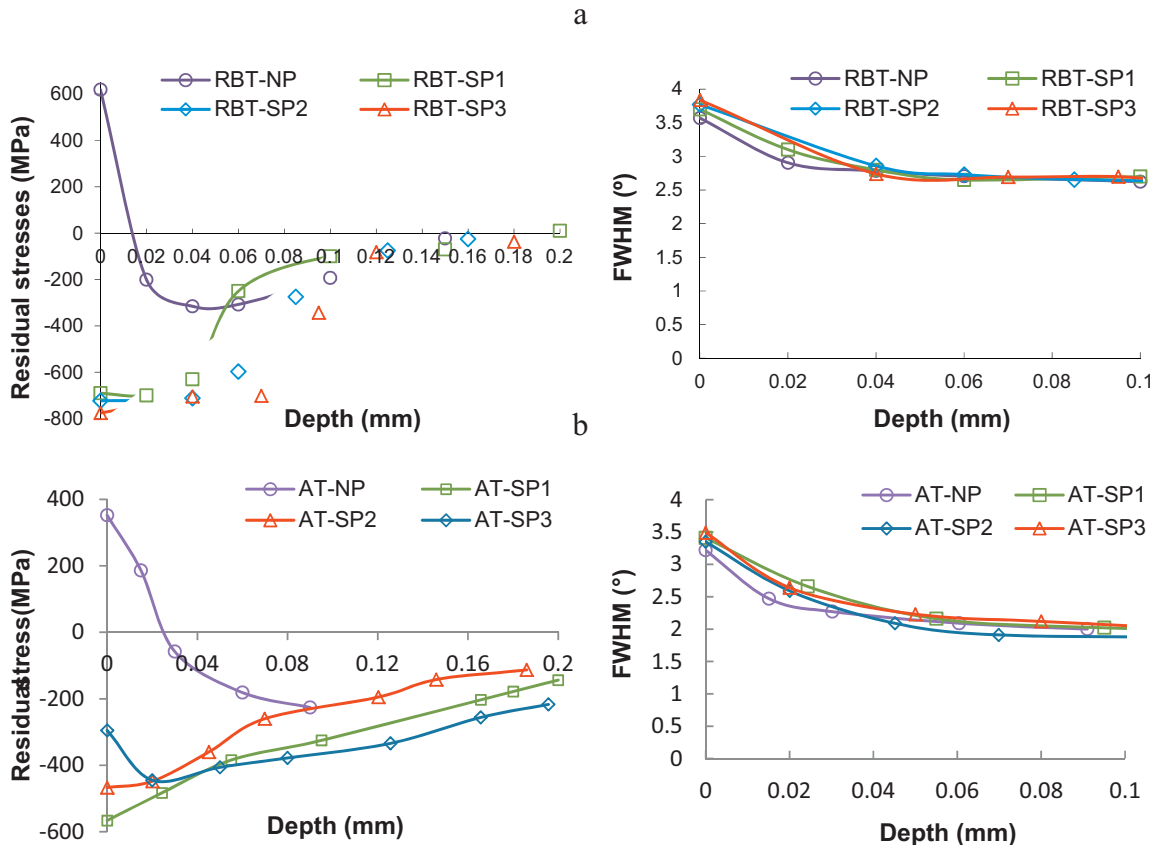 a
RBT-NP RBT-SP1
RBT-SP2 RBT-SP3
600
400
200
0
-200
-400
-600
-800
0 0.02 0.04 0.06 0.08 0.1 0.12 0.14 0.16 0.18 0.2
Residual stresses (MPa)
Depth (mm)
RBT-NP RBT-SP1
RBT-SP2 RBT-SP3
4
3.5
3
2.5
2
1.5
1
0.5
0
0 0.02 0.04 0.06 0.08 0.1
FWHM (º)
Depth (mm)
b
AT-NP AT-SP1
AT-SP2 AT-SP3
400
200
0
-200
-400
-600
0 0.04 0.08 0.12 0.16 0.2
Residual stress(MPa)
Depth (mm)
AT-NP AT-SP1
AT-SP2 AT-SP3
4
3.5
3
2.5
2
1.5
1
0.5
0
0 0.02 0.04 0.06 0.08 0.1
FWHM (°)
Depth (mm)